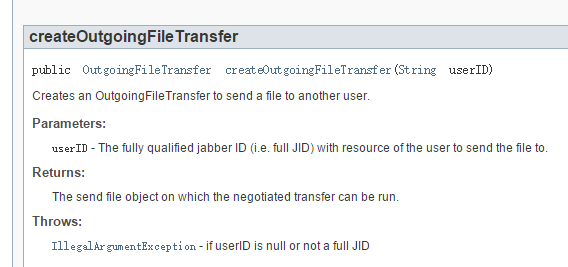 createOutgoingFileTransfer
public OutgoingFileTransfer createOutgoingFileTransfer(String userID)
Creates an OutgoingFileTransfer to send a file to another user.
Parameters:
userID - The fully qualified jabber ID (i.e. full JID) with resource of the user to send the file to.
Returns:
The send file object on which the negotiated transfer can be run.
Throws:
IllegalArgumentException - if userID is null or not a full JID